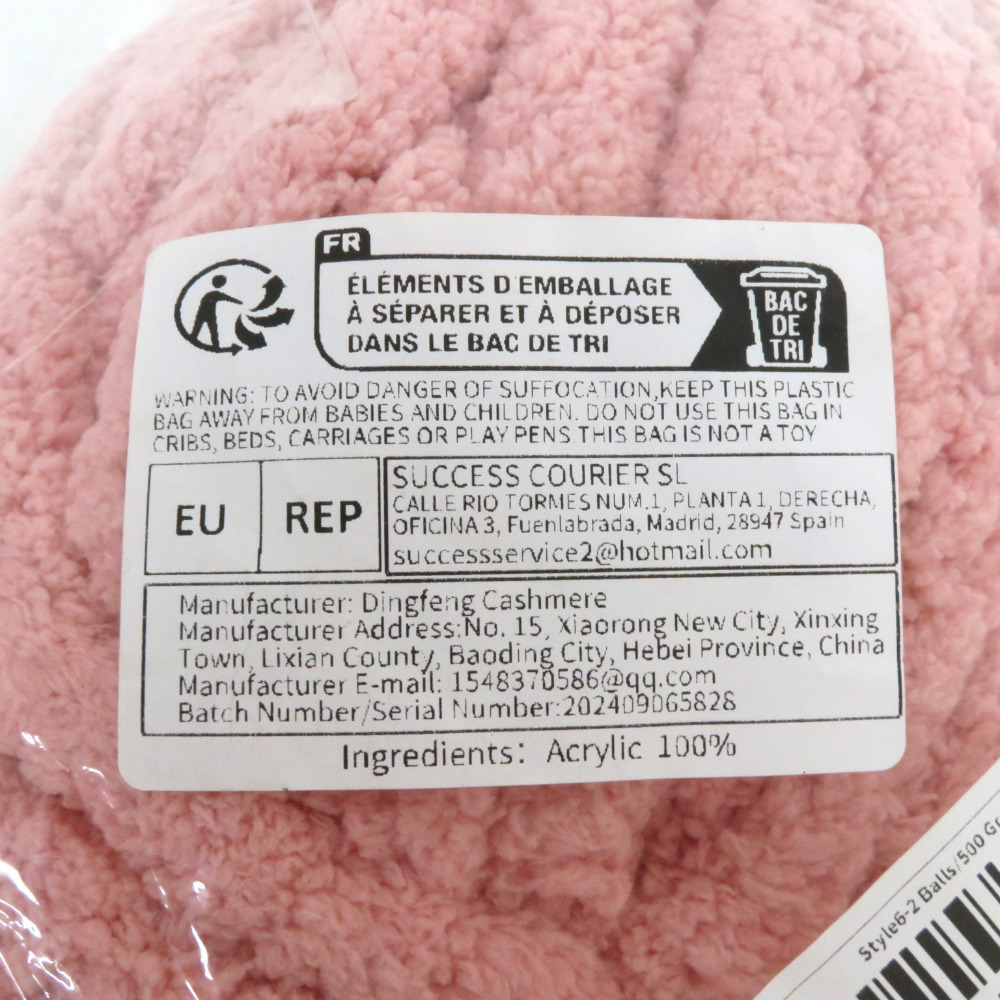 FR
ÉLÉMENTS D'EMBALLAGE
À SÉPARER ET À DÉPOSER
DANS LE BAC DE TRI
BAC
DE
TRI
WARNING: TO AVOID DANGER OF SUFFOCATION,KEEP THIS PLASTIC
BAG AWAY FROM BABIES AND CHILDREN. DO NOT USE THIS BAG IN
CRIBS, BEDS, CARRIAGES OR PLAY PENS.THIS BAG IS NOT A TOY
EU REP
SUCCESS COURIER SL
CALLE RIO TORMES NUM.1, PLANTA 1, DERECHA,
OFICINA 3, Fuenlabrada, Madrid, 28947 Spain
successservice2@hotmail.com
Manufacturer: Dingfeng Cashmere
Manufacturer Address:No. 15, Xiaorong New City, Xinxing
Town, Lixian County, Baoding City, Hebei Province, China
Manufacturer E-mail: 1548370586@qq.com
Batch Number/Serial Number:202409065828
Ingredients: Acrylic 100%
Style6-2 Balls/500